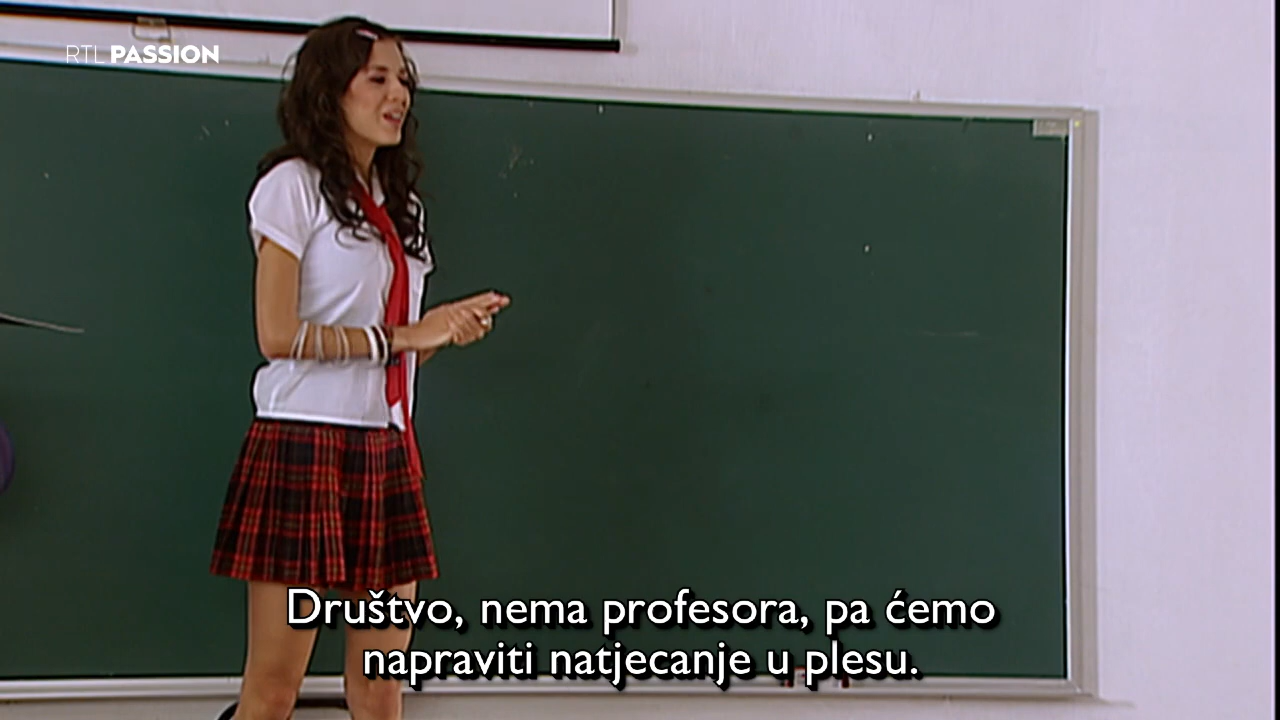 RTL PASSION
Društvo, nema profesora, pa ćemo
napraviti natjecanje u plesu.